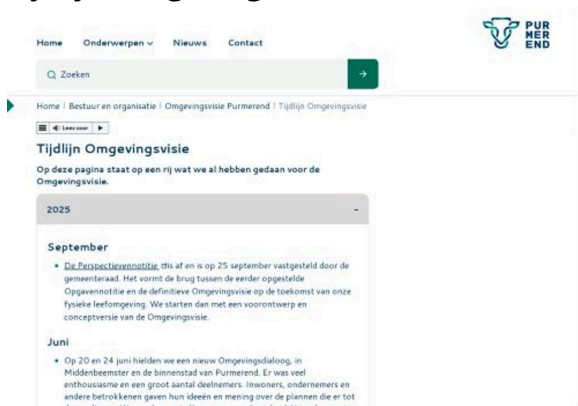 Home Onderwerpen Nieuws Contact
PUR
MER
END
Zoeken
Home | Bestuur en organisatie | Omgevingsvisie Purmerend | Tijdlijn Omgevingsvisie
Lees voor
Tijdlijn Omgevingsvisie
Op deze pagina staat op een rij wat we al hebben gedaan voor de
Omgevingsvisie.
2025 -
September
• De Perspectievennotitie is af en is op 25 september vastgesteld door de
gemeenteraad. Het vormt de brug tussen de eerder opgestelde
Opgavennotitie en de definitieve Omgevingsvisie op de toekomst van onze
fysieke leefomgeving. We starten dan met een voorontwerp en
conceptversie van de Omgevingsvisie.
Juni
• Op 20 en 24 juni hielden we een nieuw Omgevingsdialoog, in
Middenbeemster en de binnenstad van Purmerend. Er was veel
enthousiasme en een groot aantal deelnemers. Inwoners, ondernemers en
andere betrokkenen gaven hun ideeën en mening over de plannen die er tot